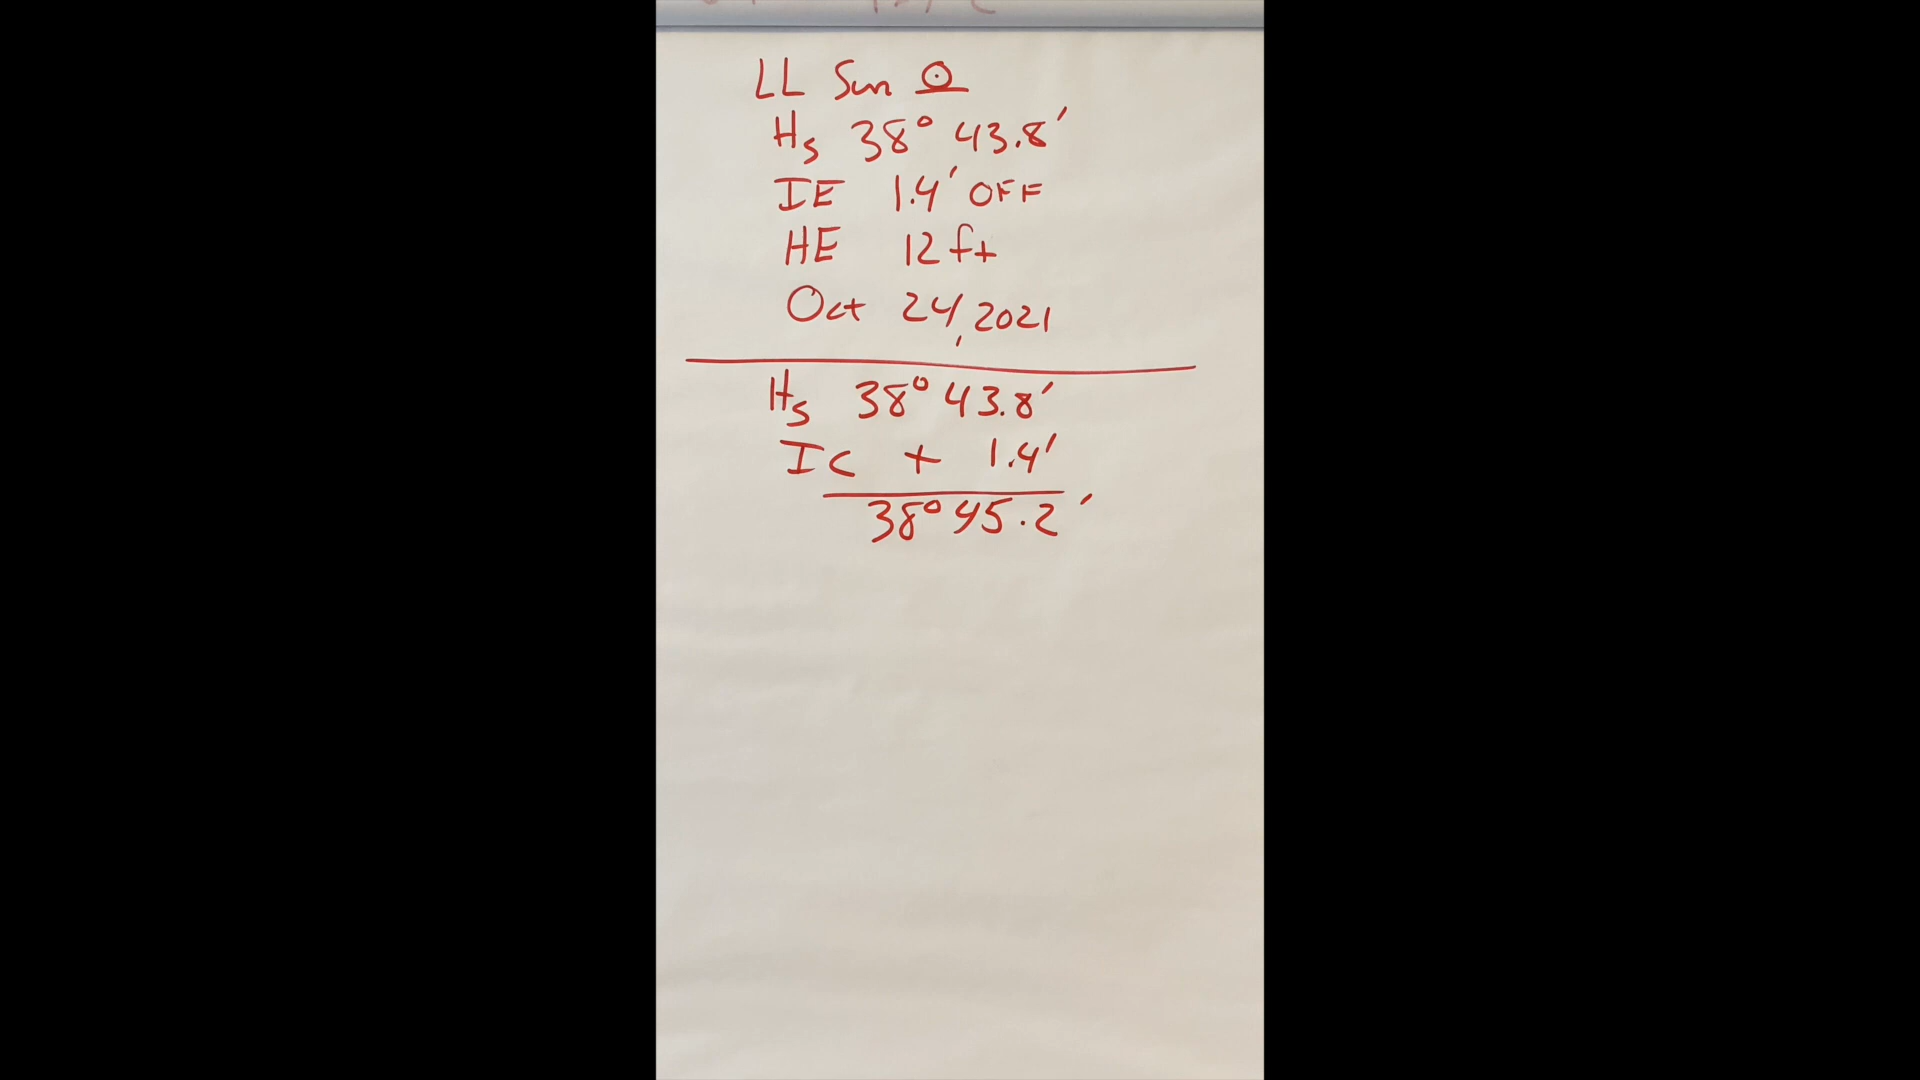 LL Sun ☉
Hs 38° 43.8'
IE 1.4' OFF
HE 12 ft
Oct 24, 2021
Hs 38° 43.8'
IC + 1.4'
38° 45.2'